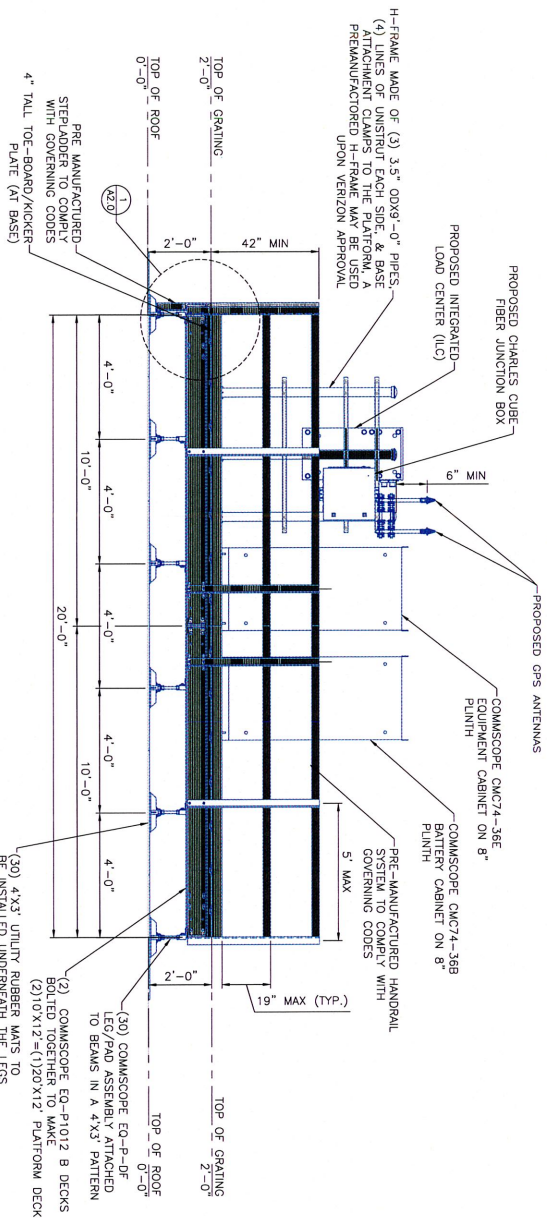 H-FRAME MADE OF (3) 3.5" ODX9'-0" PIPES,
(4) LINES OF UNISTRUT EACH SIDE, & BASE
ATTACHMENT CLAMPS TO THE PLATFORM, A
PREMANUFACTORED H-FRAME MAY BE USED
UPON VERIZON APPROVAL
PROPOSED INTEGRATED
LOAD CENTER (ILC)
PROPOSED CHARLES CUBE
FIBER JUNCTION BOX
6" MIN
PROPOSED GPS ANTENNAS
COMMSCOPE CMC74-36E
EQUIPMENT CABINET ON 8"
PLINTH
COMMSCOPE CMC74-36B
BATTERY CABINET ON 8"
PLINTH
PRE-MANUFACTURED HANDRAIL
SYSTEM TO COMPLY WITH
GOVERNING CODES
42" MIN
5' MAX
19" MAX (TYP.)
TOP OF GRATING
2'-0"
TOP OF ROOF
0'-0"
2'-0"
1
A2.0
PRE MANUFACTURED
STEPLADDER TO COMPLY
WITH GOVERNING CODES
4" TALL TOE-BOARD/KICKER
PLATE (AT BASE)
4'-0"
4'-0"
4'-0"
4'-0"
4'-0"
10'-0"
10'-0"
20'-0"
2'-0"
TOP OF GRATING
2'-0"
TOP OF ROOF
0'-0"
(30) COMMSCOPE EQ-P-DF
LEG/PAD ASSEMBLY ATTACHED
TO BEAMS IN A 4'X3' PATTERN
(2) COMMSCOPE EQ-P1012 B DECKS
BOLTED TOGETHER TO MAKE
(2)10'X12'=(1)20'X12' PLATFORM DECK
(30) 4'X3' UTILITY RUBBER MATS TO
BE INSTALLED UNDERNEATH THE LEGS